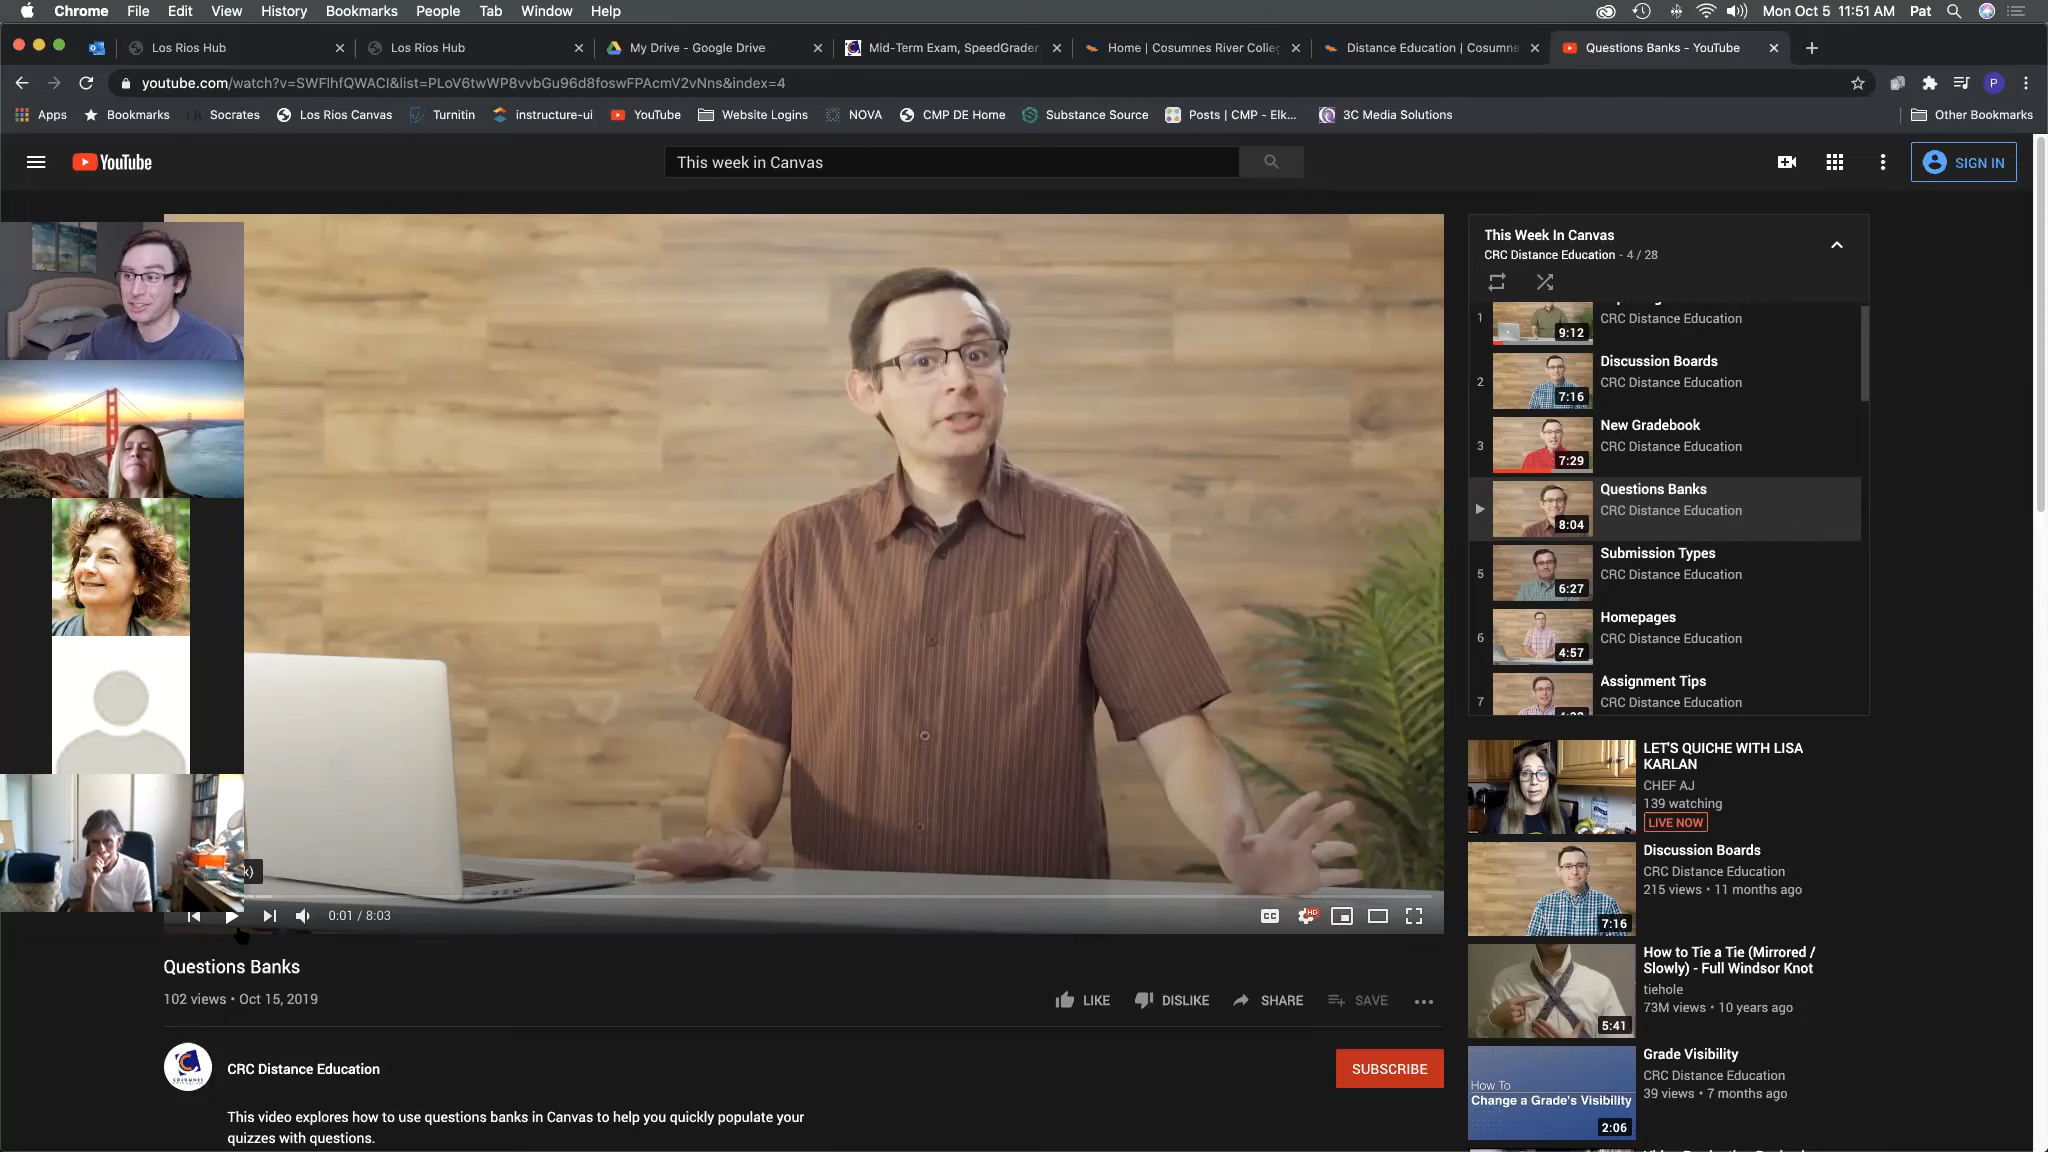 Chrome File Edit View History Bookmarks People Tab Window Help
Mon Oct 5 11:51 AM Pat
Los Rios Hub
Los Rios Hub
My Drive - Google Drive
Mid-Term Exam, SpeedGrader
Home | Cosumnes River Colleg
Distance Education | Cosumne
Questions Banks - YouTube
youtube.com/watch?v=SWFlhfQWACI&list=PLoV6twWP8vvbGu96d8foswFPAcmV2vNns&index=4
P
Apps Bookmarks Socrates Los Rios Canvas Turnitin instructure-ui YouTube Website Logins NOVA CMP DE Home Substance Source Posts | CMP - Elk... 3C Media Solutions Other Bookmarks
YouTube
This week in Canvas
SIGN IN
This Week In Canvas
CRC Distance Education - 4 / 28
1
9:12
CRC Distance Education
2
7:16
Discussion Boards
CRC Distance Education
3
7:29
New Gradebook
CRC Distance Education
8:04
Questions Banks
CRC Distance Education
5
6:27
Submission Types
CRC Distance Education
6
4:57
Homepages
CRC Distance Education
7
Assignment Tips
CRC Distance Education
k)
0:01 / 8:03
CC
HD
Questions Banks
102 views • Oct 15, 2019
LIKE DISLIKE SHARE SAVE
CRC Distance Education
SUBSCRIBE
This video explores how to use questions banks in Canvas to help you quickly populate your
quizzes with questions.
LET'S QUICHE WITH LISA
KARLAN
CHEF AJ
139 watching
LIVE NOW
Discussion Boards
CRC Distance Education
215 views • 11 months ago
7:16
How to Tie a Tie (Mirrored /
Slowly) - Full Windsor Knot
tiehole
73M views • 10 years ago
5:41
How To
Change a Grade's Visibility
2:06
Grade Visibility
CRC Distance Education
39 views • 7 months ago